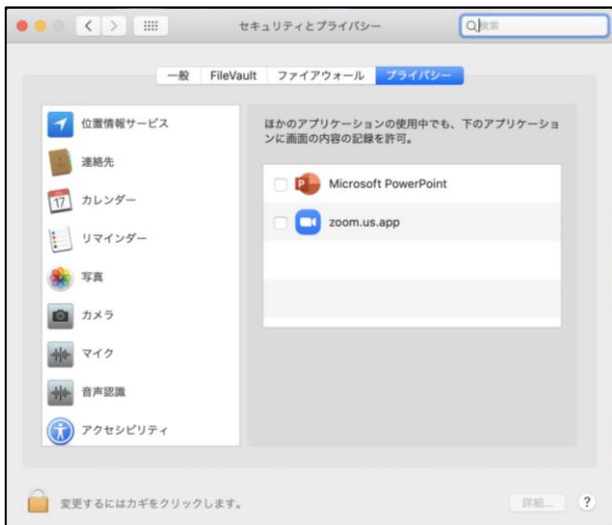 セキュリティとプライバシー
検索
一般
FileVault
ファイアウォール
プライバシー
位置情報サービス
連絡先
17
カレンダー
リマインダー
写真
カメラ
マイク
音声認識
アクセシビリティ
ほかのアプリケーションの使用中でも、下のアプリケーショ
ンに画面の内容の記録を許可。
Microsoft PowerPoint
zoom.us.app
変更するにはカギをクリックします。
詳細...
?